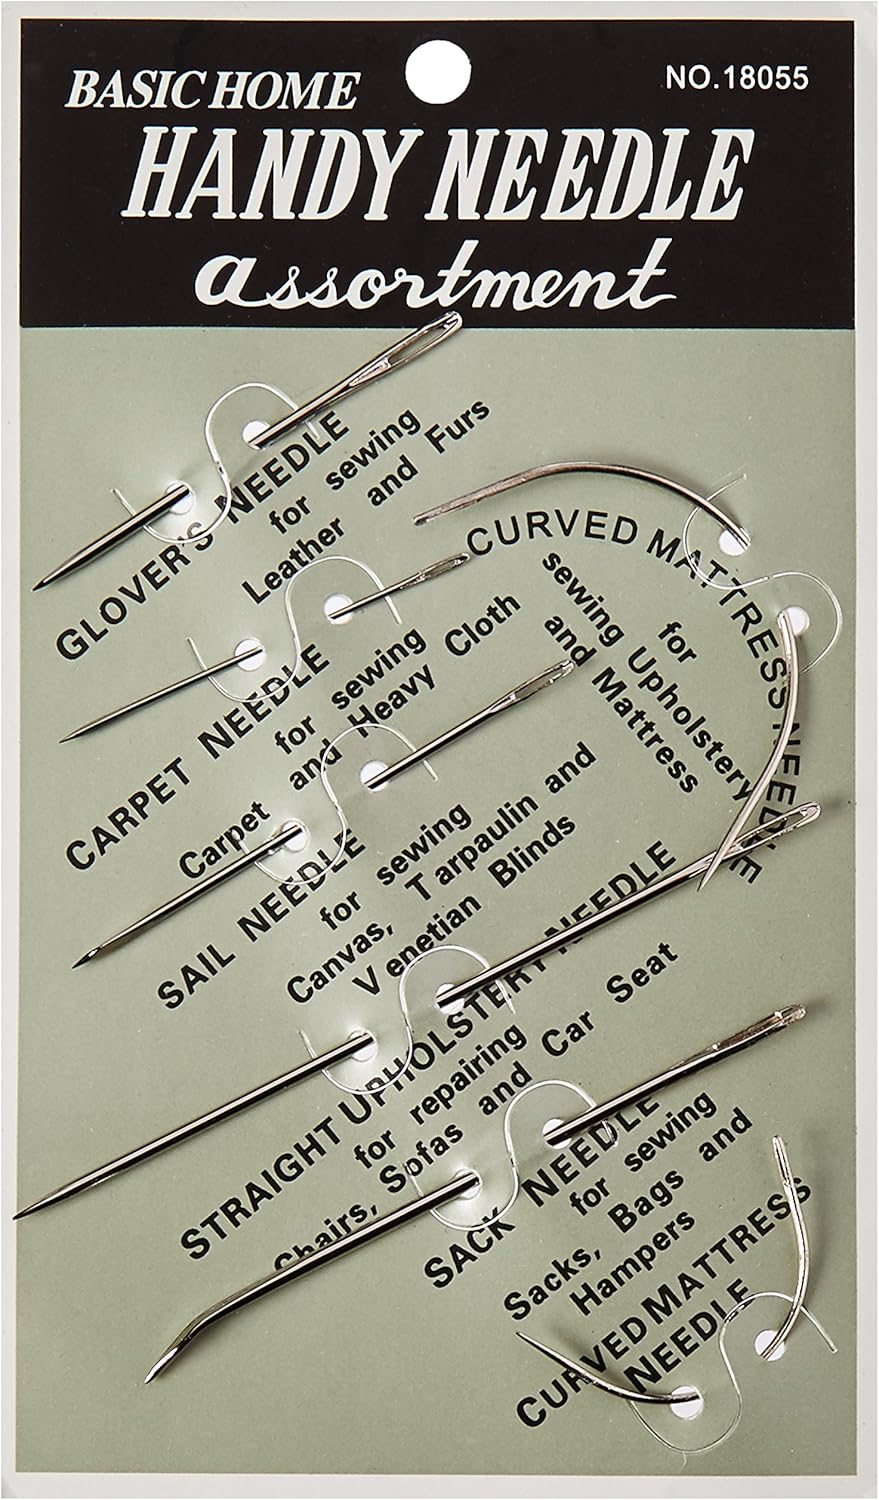 BASIC HOME
NO.18055
HANDY NEEDLE
assortment
GLOVER'S NEEDLE
for sewing
Leather and Furs
CURVED MATTRESS NEEDLE
for
sewing Upholstery
and Mattress
CARPET NEEDLE
for sewing
Carpet and Heavy Cloth
SAIL NEEDLE
for sewing
Canvas, Tarpaulin and
Venetian Blinds
STRAIGHT UPHOLSTERY NEEDLE
for repairing
Chairs, Sofas and Car Seat
SACK NEEDLE
for sewing
Sacks, Bags and
Hampers
CURVED MATTRESS
NEEDLE